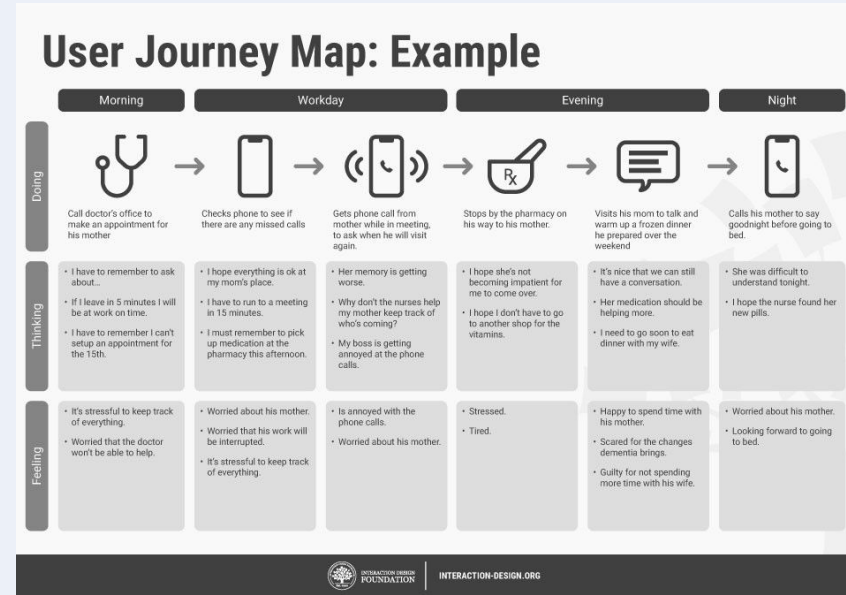 User Journey Map: Example
Morning
Workday
Evening
Night
Doing
Rx
Call doctor's office to
make an appointment for
his mother
Checks phone to see if
there are any missed calls
Gets phone call from
mother while in meeting,
to ask when he will visit
again.
Stops by the pharmacy on
his way to his mother.
Visits his mom to talk and
warm up a frozen dinner
he prepared over the
weekend
Calls his mother to say
goodnight before going to
bed.
Thinking
• I have to remember to ask
about...
• If I leave in 5 minutes I will
be at work on time.
• I have to remember I can't
setup an appointment for
the 15th.
• I hope everything is ok at
my mom's place.
• I have to run to a meeting
in 15 minutes.
• I must remember to pick
up medication at the
pharmacy this afternoon.
• Her memory is getting
worse.
• Why don't the nurses help
my mother keep track of
who's coming?
• My boss is getting
annoyed at the phone
calls.
• I hope she's not
becoming impatient for
me to come over.
• I hope I don't have to go
to another shop for the
vitamins.
• It's nice that we can still
have a conversation.
• Her medication should be
helping more.
• I need to go soon to eat
dinner with my wife.
• She was difficult to
understand tonight.
• I hope the nurse found her
new pills.
Feeling
• It's stressful to keep track
of everything.
• Worried that the doctor
won't be able to help.
• Worried about his mother.
• Worried that his work will
be interrupted.
• It's stressful to keep track
of everything.
• Is annoyed with the
phone calls.
• Worried about his mother.
• Stressed.
• Tired.
• Happy to spend time with
his mother.
• Scared for the changes
dementia brings.
• Guilty for not spending
more time with his wife.
• Worried about his mother.
• Looking forward to going
to bed.
INTERACTION DESIGN
FOUNDATION
INTERACTION-DESIGN.ORG